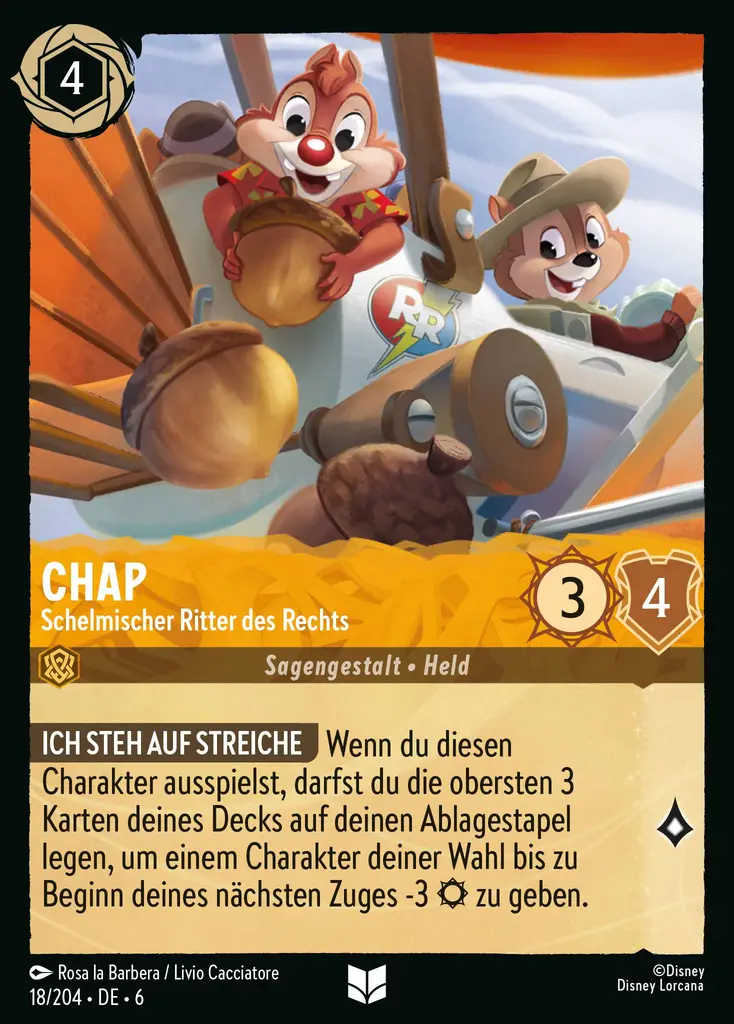 4
RR
CHAP
Schelmischer Ritter des Rechts
3
4
Sagengestalt • Held
ICH STEH AUF STREICHE Wenn du diesen
Charakter ausspielst, darfst du die obersten 3
Karten deines Decks auf deinen Ablagestapel
legen, um einem Charakter deiner Wahl bis zu
Beginn deines nächsten Zuges -3 zu geben.
Rosa la Barbera / Livio Cacciatore
18/204 • DE • 6
©Disney
Disney Lorcana